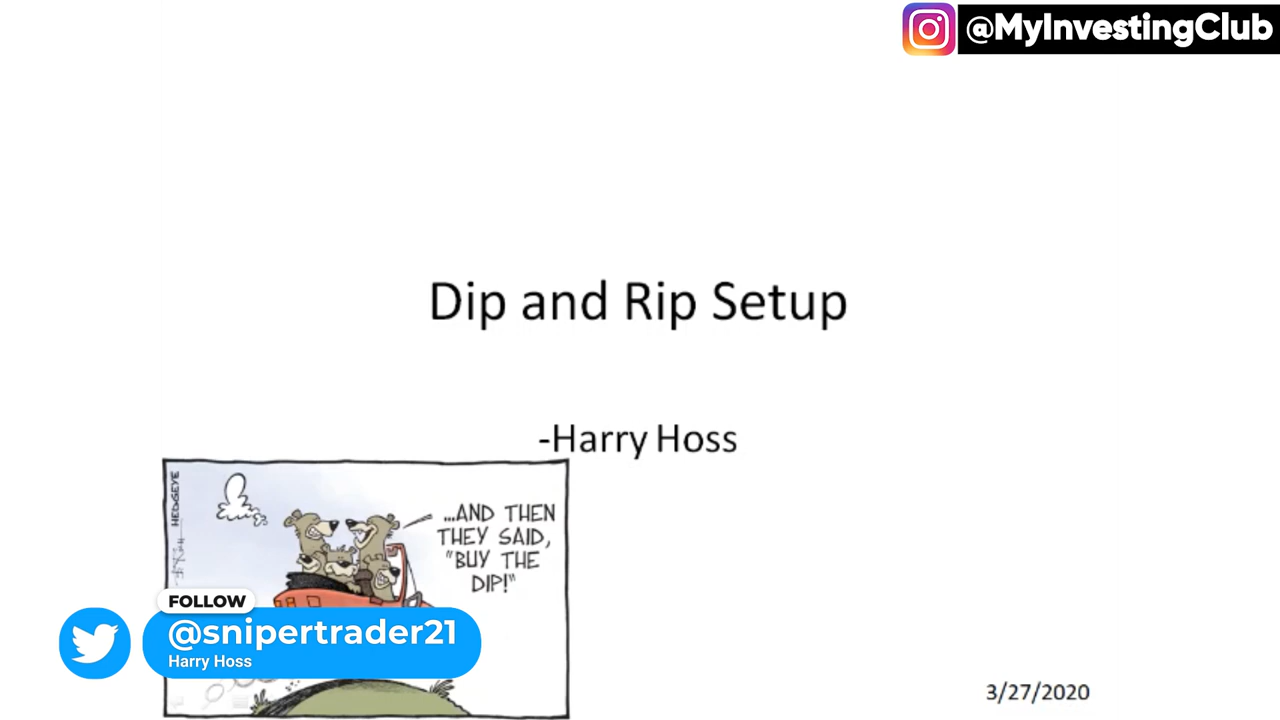 @MyInvestingClub
Dip and Rip Setup
-Harry Hoss
HEDGEYE
...AND THEN
THEY SAID,
"BUY THE
DIP!"
FOLLOW
@snipertrader21
Harry Hoss
3/27/2020